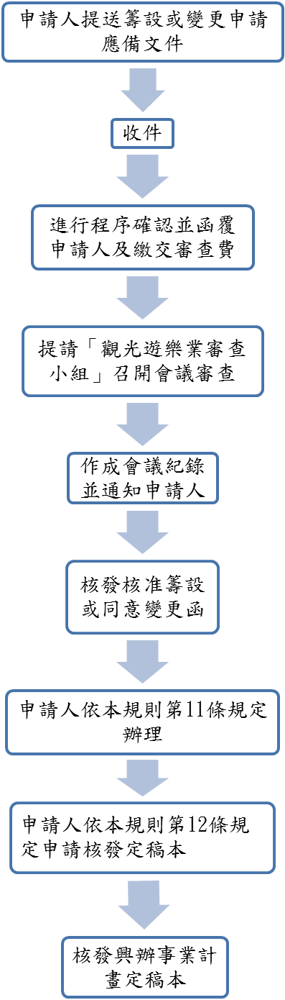 申請人提送籌設或變更申請
應備文件
收件
進行程序確認並函覆
申請人及繳交審查費
提請「觀光遊樂業審查
小組」召開會議審查
作成會議紀錄
並通知申請人
核發核准籌設
或同意變更函
申請人依本規則第11條規定
辦理
申請人依本規則第12條規
定申請核發定稿本
核發興辦事業計
畫定稿本